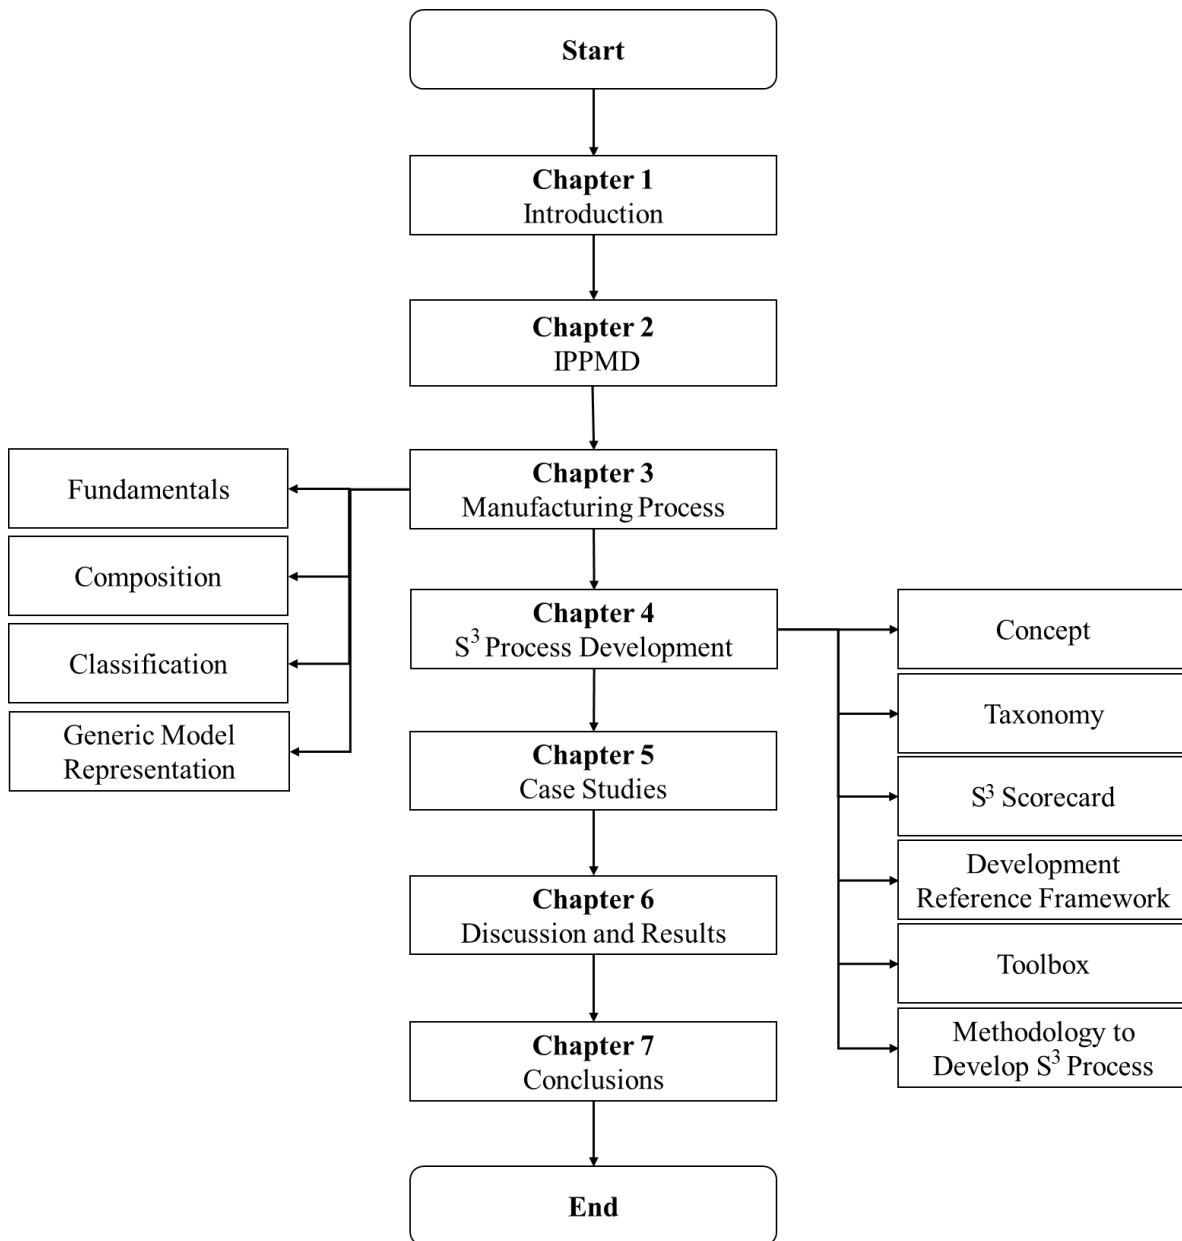 Start
Chapter 1
Introduction
Chapter 2
IPPMD
Chapter 3
Manufacturing Process
Fundamentals
Composition
Classification
Generic Model
Representation
Chapter 4
S³ Process Development
Concept
Taxonomy
S³ Scorecard
Development
Reference Framework
Toolbox
Methodology to
Develop S³ Process
Chapter 5
Case Studies
Chapter 6
Discussion and Results
Chapter 7
Conclusions
End